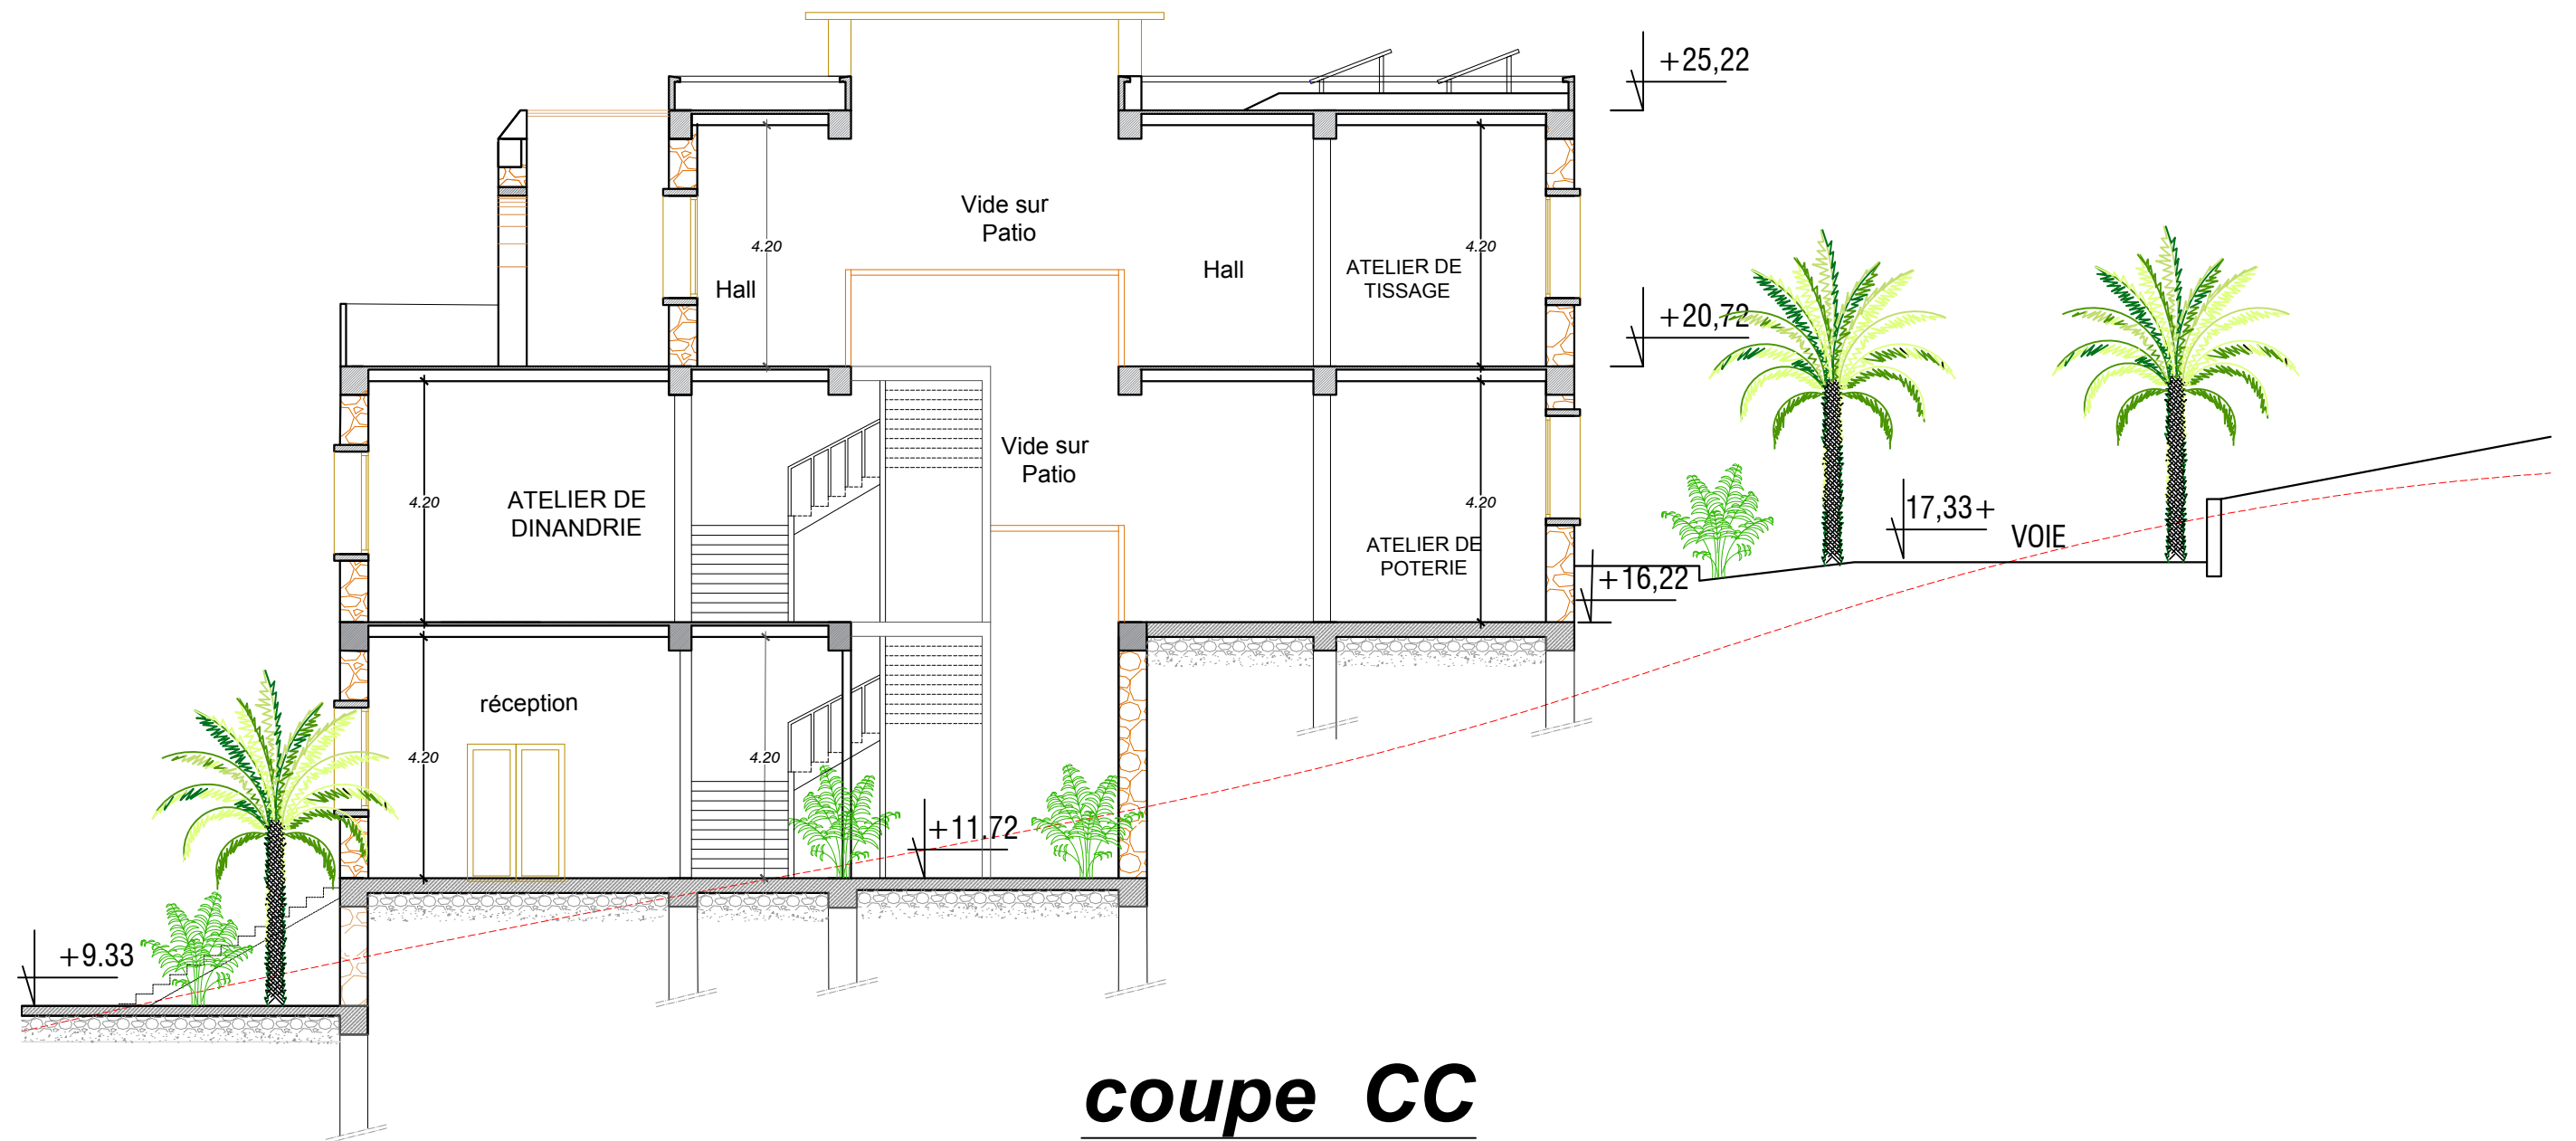 +25,22
Vide sur
Patio
4.20
4.20
Hall
Hall
ATELIER DE
TISSAGE
+20,72
Vide sur
Patio
4.20
ATELIER DE
DINANDRIE
4.20
17,33+
VOIE
ATELIER DE
POTERIE
+16,22
réception
4.20
4.20
+11.72
+9.33
coupe CC